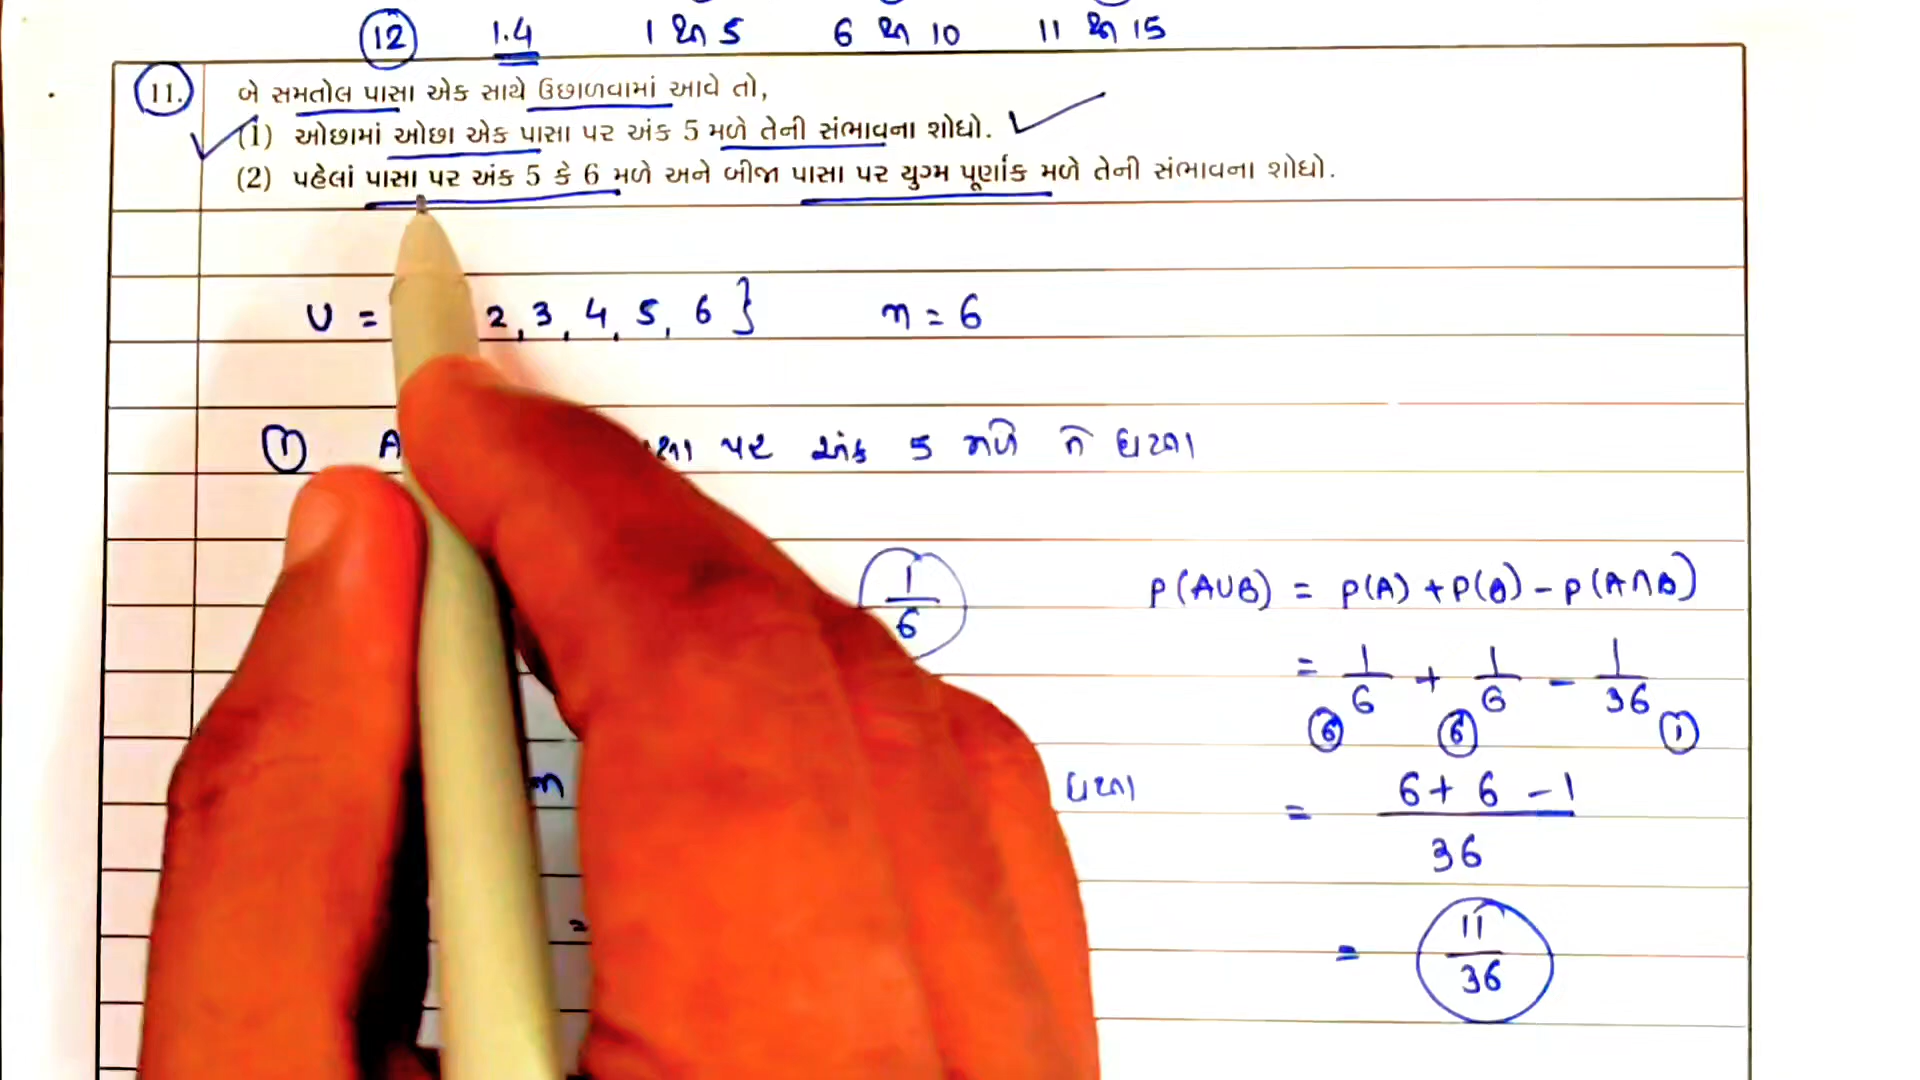 12 1.4 1 થી 5 6 થી 10 11 થી 15
11. બે સમતોલ પાસા એક સાથે ઉછાળવામાં આવે તો,
(1) ઓછામાં ઓછા એક પાસા પર અંક 5 મળે તેની સંભાવના શોધો.
(2) પહેલાં પાસા પર અંક 5 કે 6 મળે અને બીજા પાસા પર યુગ્મ પૂર્ણાંક મળે તેની સંભાવના શોધો.
U = 2, 3, 4, 5, 6 } n = 6
(1) A પર અંક 5 મળે તે ઘટના
1/6 P(A∪B) = P(A) + P(B) - P(A∩B)
= 1/6 + 1/6 - 1/36
6 6 1
ઘટના = 6 + 6 - 1 / 36
= 11/36